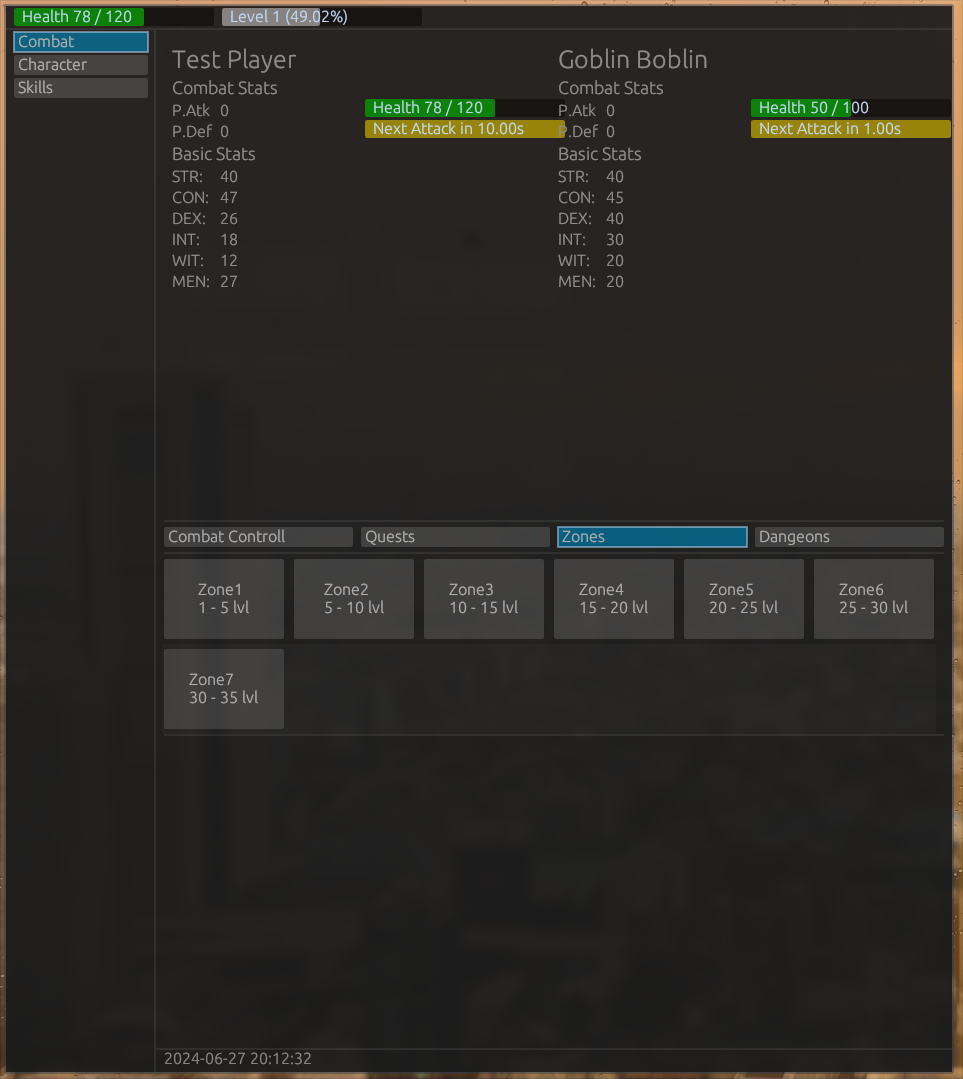 Health 78 / 120 Level 1 (49.02%)
Combat
Character
Skills
Test Player
Combat Stats
P.Atk 0
P.Def 0
Health 78 / 120
Next Attack in 10.00s
Basic Stats
STR: 40
CON: 47
DEX: 26
INT: 18
WIT: 12
MEN: 27
Goblin Boblin
Combat Stats
P.Atk 0
P.Def 0
Health 50 / 100
Next Attack in 1.00s
Basic Stats
STR: 40
CON: 45
DEX: 40
INT: 30
WIT: 20
MEN: 20
Combat Controll Quests Zones Dangeons
Zone1
1 - 5 lvl
Zone2
5 - 10 lvl
Zone3
10 - 15 lvl
Zone4
15 - 20 lvl
Zone5
20 - 25 lvl
Zone6
25 - 30 lvl
Zone7
30 - 35 lvl
2024-06-27 20:12:32